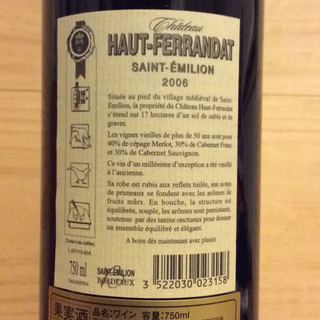 Château
HAUT-FERRANDAT
SAINT-ÉMILION
2006
Située au pied du village médiéval de Saint-
Émilion, la propriété du Château Haut-Ferrandat
s'étend sur 17 hectares d'un sol de sable et de
graves.
Les vignes vieilles de plus de 50 ans sont pour
40% de cépage Merlot, 30% de Cabernet Franc
et 30% de Cabernet Sauvignon.
Ce vin d'un millésime d'exception a été vieilli à
l'ancienne.
Sa robe est rubis aux reflets tuilés, ses notes
de pruneaux se fondent avec les arômes de
fruits mûrs. En bouche, la structure est
équilibrée, souple, les arômes sont persistants,
soutenus par des tanins onctueux pour donner
un ensemble équilibré et élégant.
A boire dès maintenant avec plaisir
750 ml
SAINT-ÉMILION
BORDEAUX
3 522030 023158
果実酒
品名:ワイン 容量:750ml